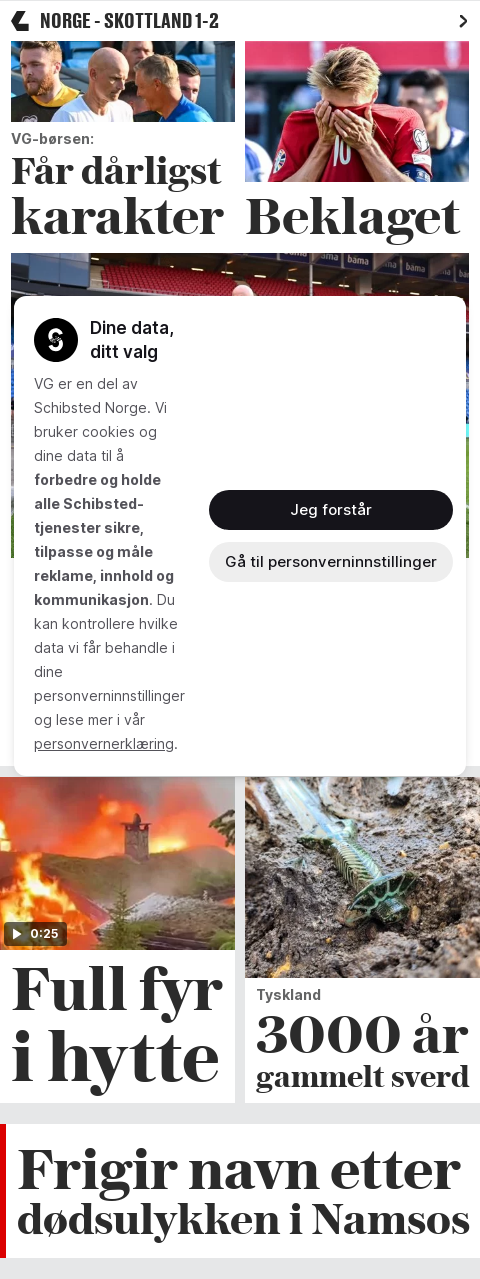 NORGE - SKOTTLAND 1-2
VG-børsen:
Får dårligst
karakter
10
Beklaget
bama
bama
bama
Dine data,
ditt valg
VG er en del av
Schibsted Norge. Vi
bruker cookies og
dine data til å
forbedre og holde
alle Schibsted-
tjenester sikre,
tilpasse og måle
reklame, innhold og
kommunikasjon. Du
kan kontrollere hvilke
data vi får behandle i
dine
personverninnstillinger
og lese mer i vår
personvernerklæring.
Jeg forstår
Gå til personverninnstillinger
0:25
Full fyr
i hytte
Tyskland
3000 år
gammelt sverd
Frigir navn etter
dødsulykken i Namsos